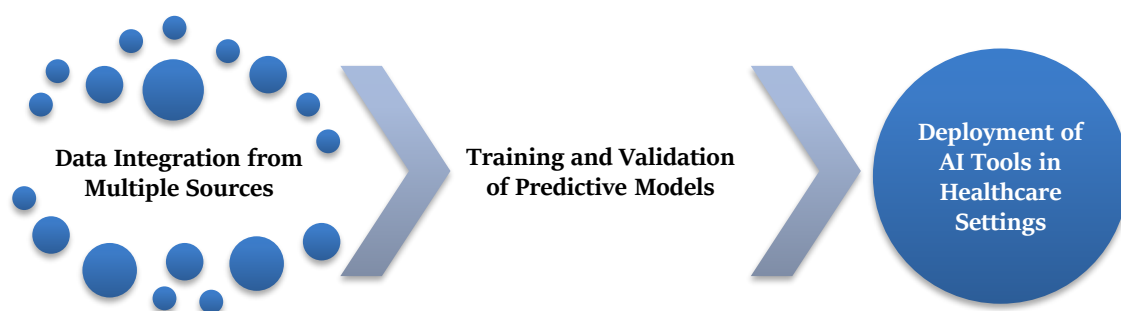 Data Integration from
Multiple Sources
Training and Validation
of Predictive Models
Deployment of
AI Tools in
Healthcare
Settings